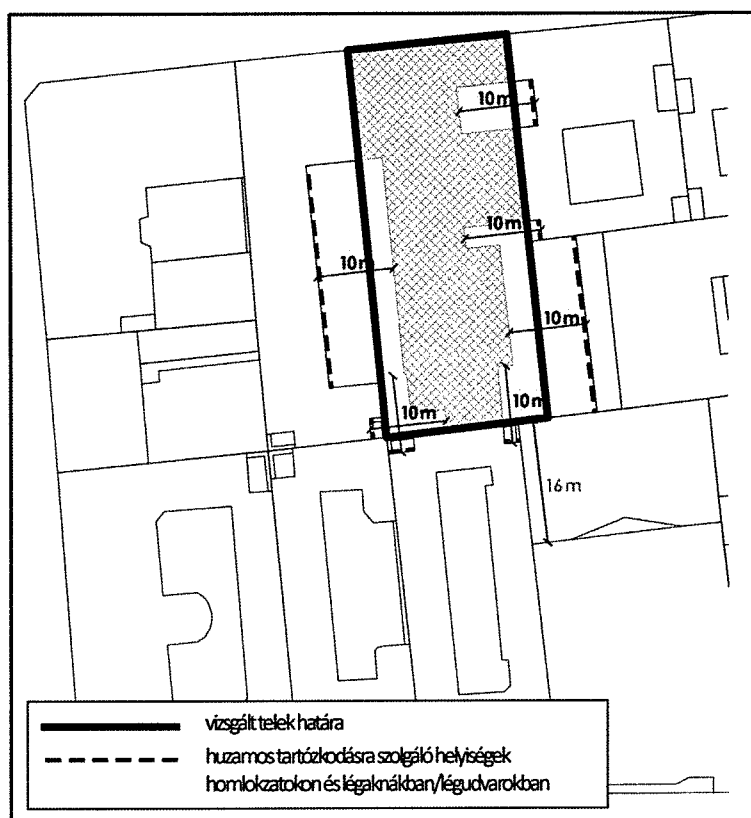 10m
10m
10m
10m
10m
10m
16m
vizsgált telek határa
huzamos tartózkodásra szolgáló helyiségek
homlokzatokon és légaknákban/légudvarokban